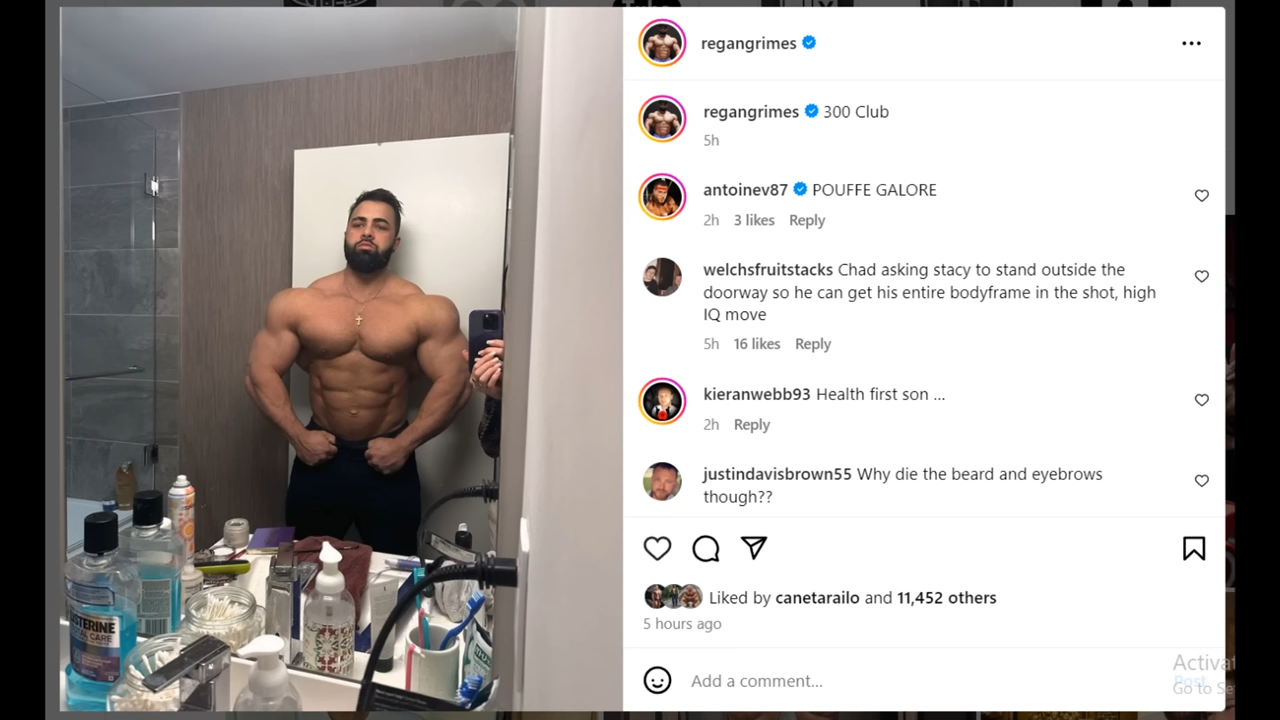 regangrimes
regangrimes 300 Club
5h
antoinev87 POUFFE GALORE
2h 3 likes Reply
welchsfruitstacks Chad asking stacy to stand outside the
doorway so he can get his entire bodyframe in the shot, high
IQ move
5h 16 likes Reply
kieranwebb93 Health first son ...
2h Reply
justindavisbrown55 Why die the beard and eyebrows
though??
Liked by canetarailo and 11,452 others
5 hours ago
Add a comment...
Post
Go to
LISTERINE